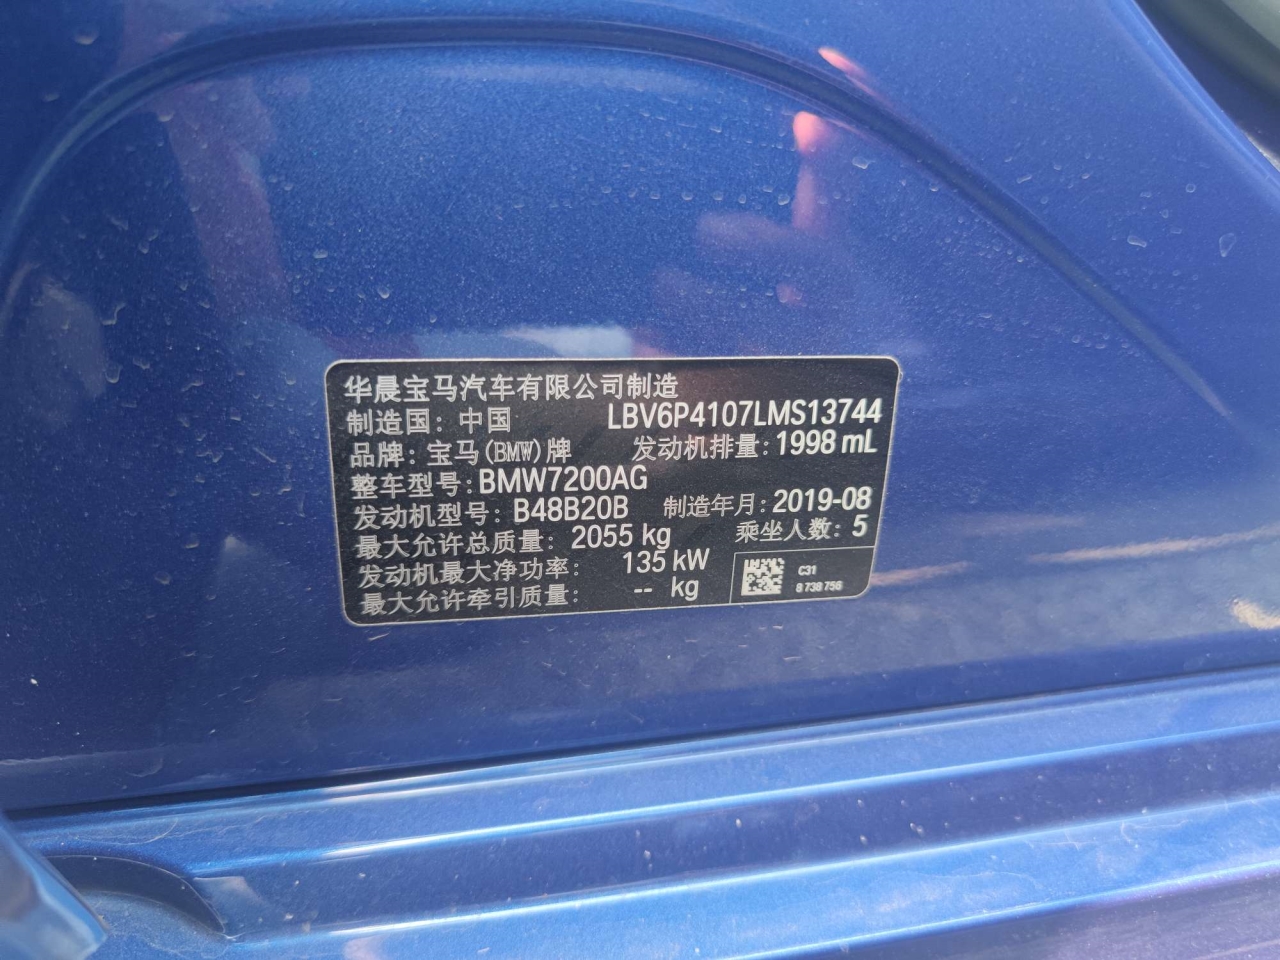 华晨宝马汽车有限公司制造
制造国：中国 LBV6P4107LMS13744
品牌：宝马(BMW)牌 发动机排量：1998 mL
整车型号：BMW7200AG
发动机型号：B48B20B 制造年月：2019-08
最大允许总质量：2055 kg 乘坐人数：5
发动机最大净功率：135 kW
最大允许牵引质量：-- kg
C31
8 738 756